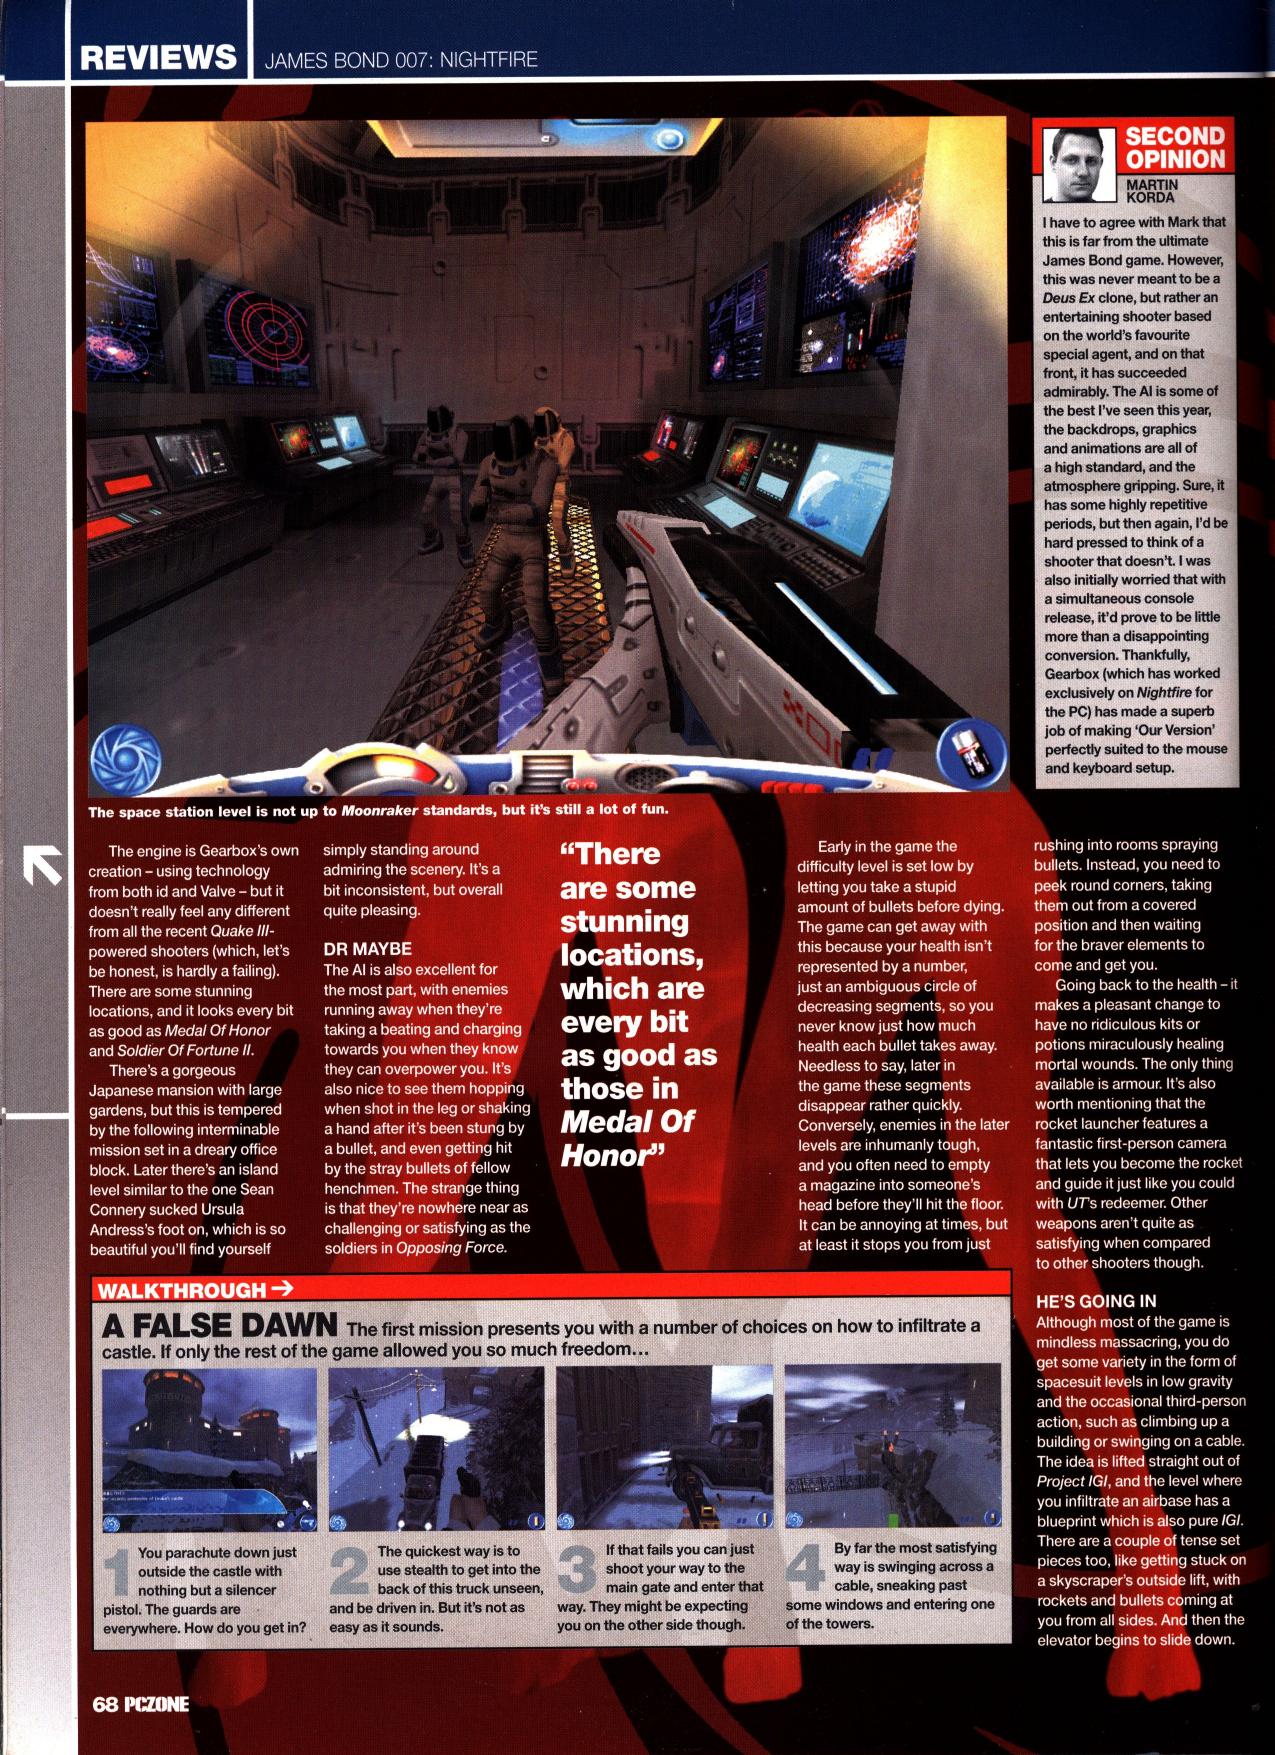 REVIEWS
JAMES BOND 007: NIGHTFIRE
The space station level is not up to Moonraker standards, but it's still a lot of fun.
SECOND
OPINION
MARTIN
KORDA
I have to agree with Mark that
this is far from the ultimate
James Bond game. However,
this was never meant to be a
Deus Ex clone, but rather an
entertaining shooter based
on the world's favourite
special agent, and on that
front, it has succeeded
admirably. The AI is some of
the best I've seen this year,
the backdrops, graphics
and animations are all of
a high standard, and the
atmosphere gripping. Sure, it
has some highly repetitive
periods, but then again, I'd be
hard pressed to think of a
shooter that doesn't. I was
also initially worried that with
a simultaneous console
release, it'd prove to be little
more than a disappointing
conversion. Thankfully,
Gearbox (which has worked
exclusively on Nightfire for
the PC) has made a superb
job of making 'Our Version'
perfectly suited to the mouse
and keyboard setup.
The engine is Gearbox's own
creation – using technology
from both id and Valve – but it
doesn't really feel any different
from all the recent Quake III-
powered shooters (which, let's
be honest, is hardly a failing).
There are some stunning
locations, and it looks every bit
as good as Medal Of Honor
and Soldier Of Fortune II.
There's a gorgeous
Japanese mansion with large
gardens, but this is tempered
by the following interminable
mission set in a dreary office
block. Later there's an island
level similar to the one Sean
Connery sucked Ursula
Andress's foot on, which is so
beautiful you'll find yourself
simply standing around
admiring the scenery. It's a
bit inconsistent, but overall
quite pleasing.
DR MAYBE
The AI is also excellent for
the most part, with enemies
running away when they're
taking a beating and charging
towards you when they know
they can overpower you. It's
also nice to see them hopping
when shot in the leg or shaking
a hand after it's been stung by
a bullet, and even getting hit
by the stray bullets of fellow
henchmen. The strange thing
is that they're nowhere near as
challenging or satisfying as the
soldiers in Opposing Force.
"There
are some
stunning
locations,
which are
every bit
as good as
those in
Medal Of
Honor"
Early in the game the
difficulty level is set low by
letting you take a stupid
amount of bullets before dying.
The game can get away with
this because your health isn't
represented by a number,
just an ambiguous circle of
decreasing segments, so you
never know just how much
health each bullet takes away.
Needless to say, later in
the game these segments
disappear rather quickly.
Conversely, enemies in the later
levels are inhumanly tough,
and you often need to empty
a magazine into someone's
head before they'll hit the floor.
It can be annoying at times, but
at least it stops you from just
rushing into rooms spraying
bullets. Instead, you need to
peek round corners, taking
them out from a covered
position and then waiting
for the braver elements to
come and get you.
Going back to the health – it
makes a pleasant change to
have no ridiculous kits or
potions miraculously healing
mortal wounds. The only thing
available is armour. It's also
worth mentioning that the
rocket launcher features a
fantastic first-person camera
that lets you become the rocket
and guide it just like you could
with UT's redeemer. Other
weapons aren't quite as
satisfying when compared
to other shooters though.
HE'S GOING IN
Although most of the game is
mindless massacring, you do
get some variety in the form of
spacesuit levels in low gravity
and the occasional third-person
action, such as climbing up a
building or swinging on a cable.
The idea is lifted straight out of
Project IGI, and the level where
you infiltrate an airbase has a
blueprint which is also pure IGI.
There are a couple of tense set
pieces too, like getting stuck on
a skyscraper's outside lift, with
rockets and bullets coming at
you from all sides. And then the
elevator begins to slide down.
WALKTHROUGH →
A FALSE DAWN The first mission presents you with a number of choices on how to infiltrate a
castle. If only the rest of the game allowed you so much freedom...
1 You parachute down just
outside the castle with
nothing but a silencer
pistol. The guards are
everywhere. How do you get in?
2 The quickest way is to
use stealth to get into the
back of this truck unseen,
and be driven in. But it's not as
easy as it sounds.
3 If that fails you can just
shoot your way to the
main gate and enter that
way. They might be expecting
you on the other side though.
4 By far the most satisfying
way is swinging across a
cable, sneaking past
some windows and entering one
of the towers.
68 PCZONE